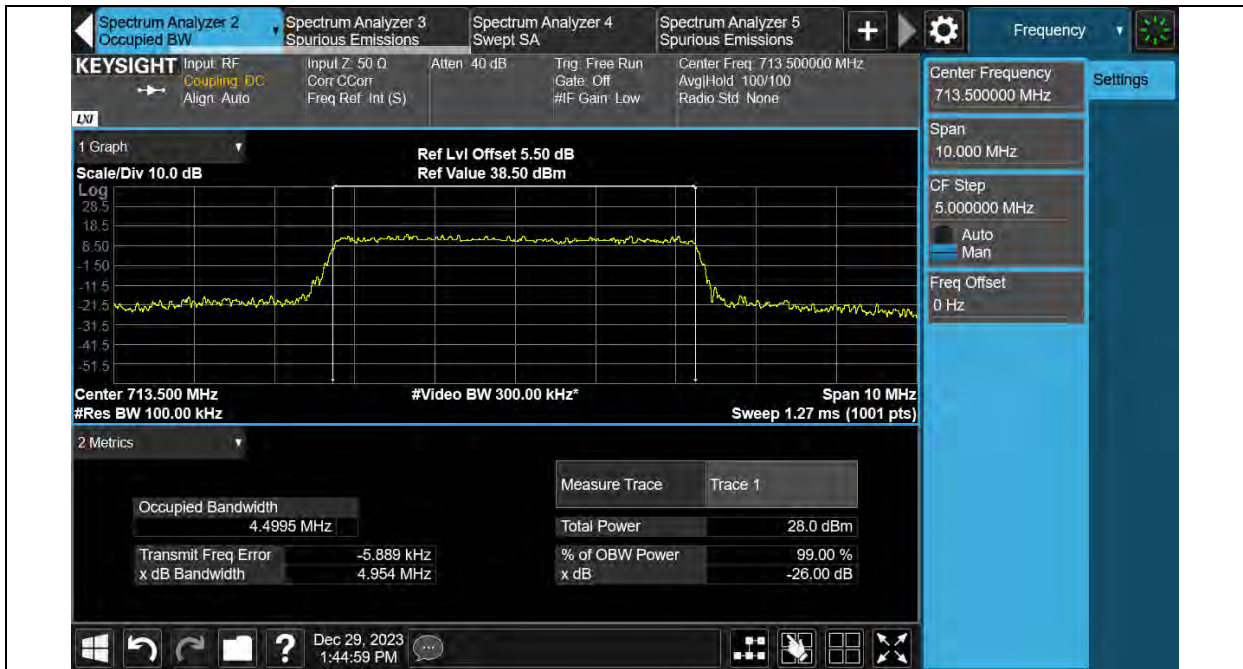 Spectrum Analyzer 2
Occupied BW
Spectrum Analyzer 3
Spurious Emissions
Spectrum Analyzer 4
Swept SA
Spectrum Analyzer 5
Spurious Emissions
+
Frequency
KEYSIGHT
Input: RF
Coupling: DC
Align: Auto
Input Z: 50 Ω
Corr CCorr
Freq Ref: Int (S)
Atten: 40 dB
Trig: Free Run
Gate: Off
#IF Gain: Low
Center Freq: 713.500000 MHz
Avg|Hold: 100/100
Radio Std: None
LXI
Center Frequency
713.500000 MHz
Settings
Span
10.000 MHz
CF Step
5.000000 MHz
Auto
Man
Freq Offset
0 Hz
1 Graph
Scale/Div 10.0 dB
Ref Lvl Offset 5.50 dB
Ref Value 38.50 dBm
Log
28.5
18.5
8.50
-1.50
-11.5
-21.5
-31.5
-41.5
-51.5
Center 713.500 MHz
#Video BW 300.00 kHz*
Span 10 MHz
#Res BW 100.00 kHz
Sweep 1.27 ms (1001 pts)
2 Metrics
Measure Trace Trace 1
Occupied Bandwidth
4.4995 MHz
Total Power 28.0 dBm
Transmit Freq Error -5.889 kHz
% of OBW Power 99.00 %
x dB Bandwidth 4.954 MHz
x dB -26.00 dB
?
Dec 29, 2023
1:44:59 PM